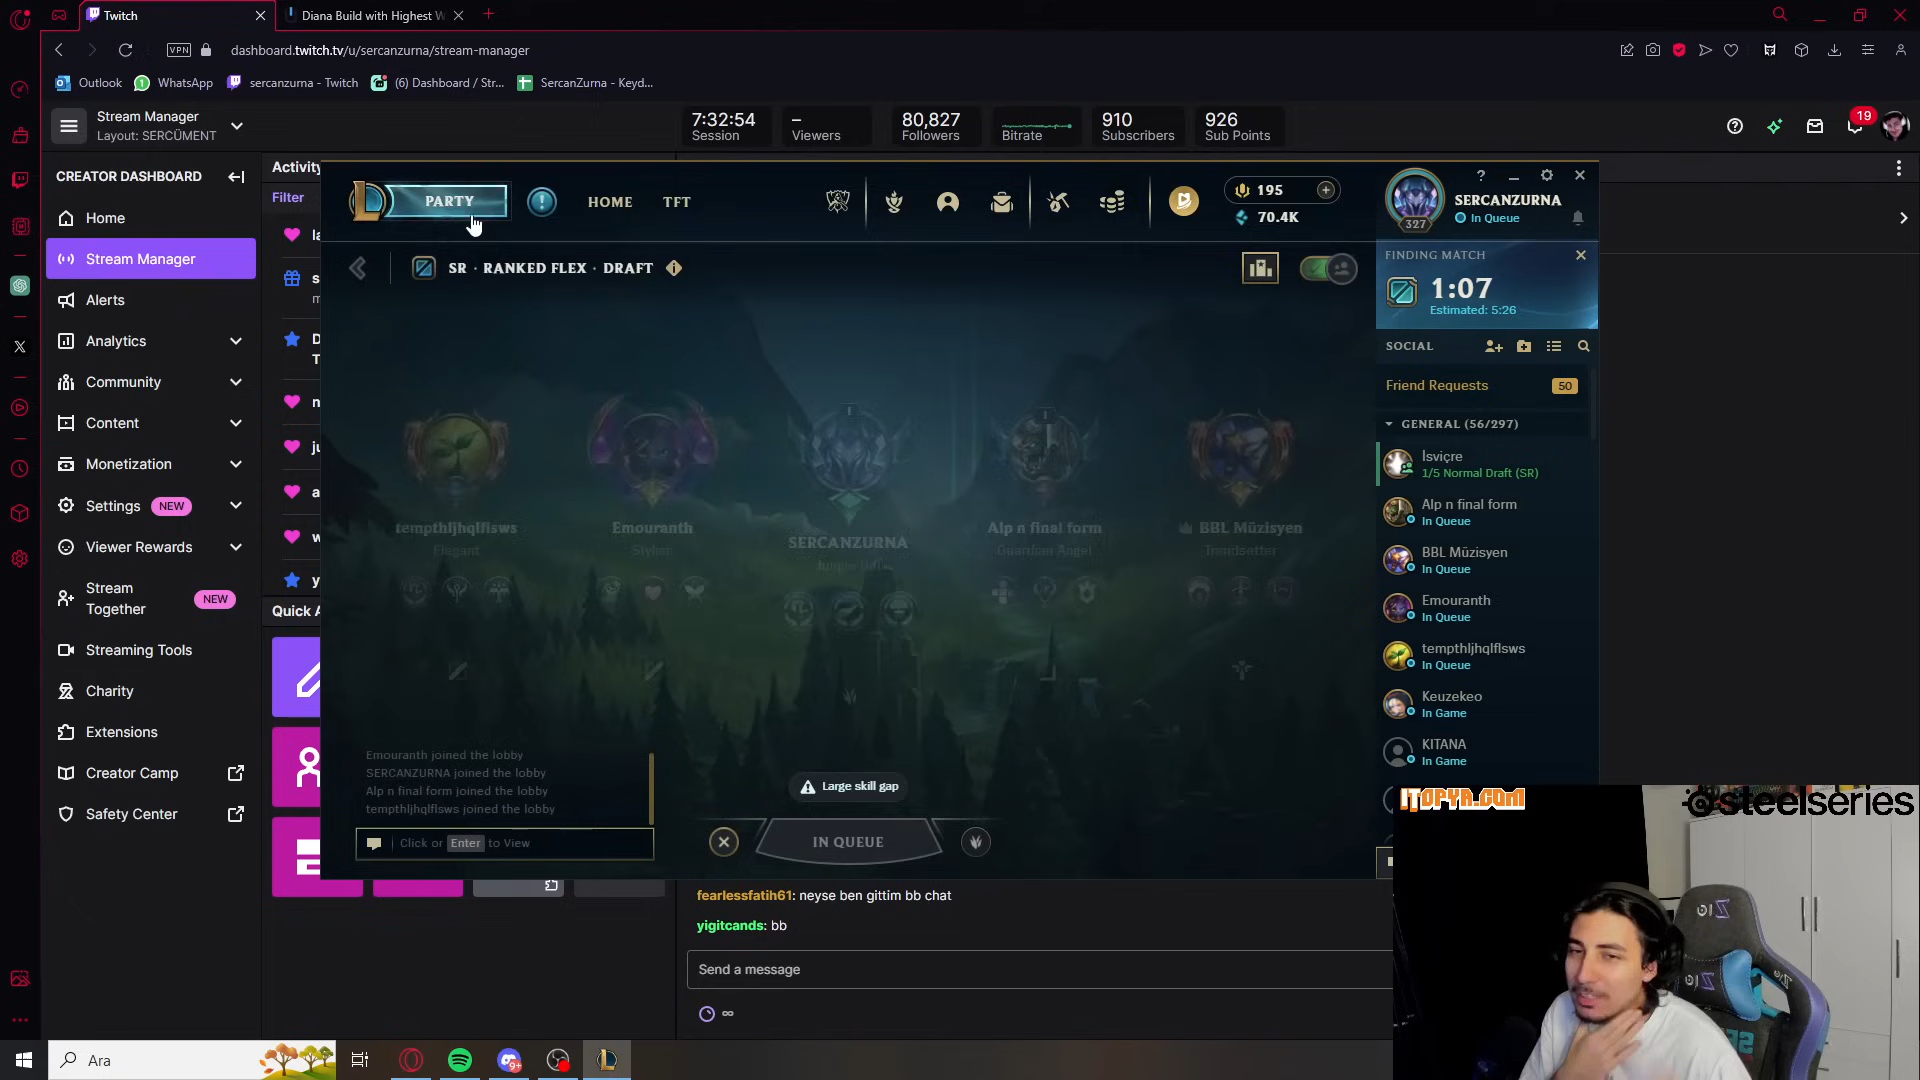 Twitch
Diana Build with Highest W
VPN
dashboard.twitch.tv/u/sercanzurna/stream-manager
Outlook
WhatsApp
sercanzurna - Twitch
(6) Dashboard / Str...
SercanZurna - Keyd...
Stream Manager
Layout: SERCÜMENT
7:32:54
Session
–
Viewers
80,827
Followers
Bitrate
910
Subscribers
926
Sub Points
19
CREATOR DASHBOARD
Home
Stream Manager
Alerts
Analytics
Community
Content
Monetization
Settings NEW
Viewer Rewards
Stream Together NEW
Streaming Tools
Charity
Extensions
Creator Camp
Safety Center
Activity
Filter
Quick A
PARTY
HOME
TFT
195
70.4K
327
SERCANZURNA
In Queue
SR · RANKED FLEX · DRAFT
FINDING MATCH
1:07
Estimated: 5:26
SOCIAL
Friend Requests 50
GENERAL (56/297)
İsviçre
1/5 Normal Draft (SR)
Alp n final form
In Queue
BBL Müzisyen
In Queue
Emouranth
In Queue
tempthljhqlflsws
In Queue
Keuzekeo
In Game
KITANA
In Game
tempthljhqlflsws
Elegant
Emouranth
SERCANZURNA
Alp n final form
Guardian Angel
BBL Müzisyen
Trendsetter
Emouranth joined the lobby
SERCANZURNA joined the lobby
Alp n final form joined the lobby
tempthljhqlflsws joined the lobby
Click or Enter to View
Large skill gap
IN QUEUE
fearlessfatih61: neyse ben gittim bb chat
yigitcands: bb
Send a message
∞
ITOPYA.COM
steelseries
Ara
9+